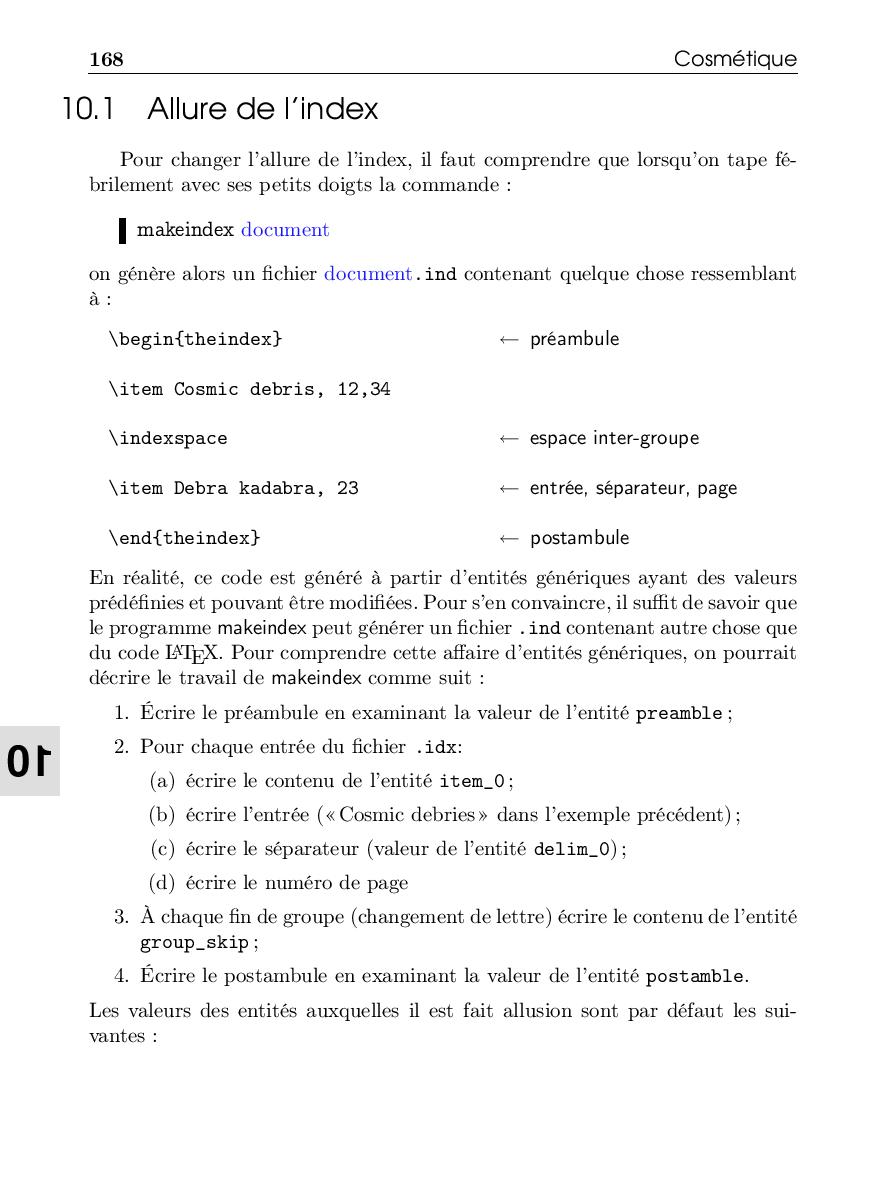 168 Cosmétique
10.1 Allure de l'index
Pour changer l'allure de l'index, il faut comprendre que lorsqu'on tape fé-
brilement avec ses petits doigts la commande :
makeindex document
on génère alors un fichier document.ind contenant quelque chose ressemblant
à :
\begin{theindex} ← préambule
\item Cosmic debris, 12,34
\indexspace ← espace inter-groupe
\item Debra kadabra, 23 ← entrée, séparateur, page
\end{theindex} ← postambule
En réalité, ce code est généré à partir d'entités génériques ayant des valeurs
prédéfinies et pouvant être modifiées. Pour s'en convaincre, il suffit de savoir que
le programme makeindex peut générer un fichier .ind contenant autre chose que
du code LATEX. Pour comprendre cette affaire d'entités génériques, on pourrait
décrire le travail de makeindex comme suit :
1. Écrire le préambule en examinant la valeur de l'entité preamble ;
2. Pour chaque entrée du fichier .idx:
(a) écrire le contenu de l'entité item_0 ;
(b) écrire l'entrée (« Cosmic debries » dans l'exemple précédent) ;
(c) écrire le séparateur (valeur de l'entité delim_0) ;
(d) écrire le numéro de page
3. À chaque fin de groupe (changement de lettre) écrire le contenu de l'entité
group_skip ;
4. Écrire le postambule en examinant la valeur de l'entité postamble.
Les valeurs des entités auxquelles il est fait allusion sont par défaut les sui-
vantes :
10